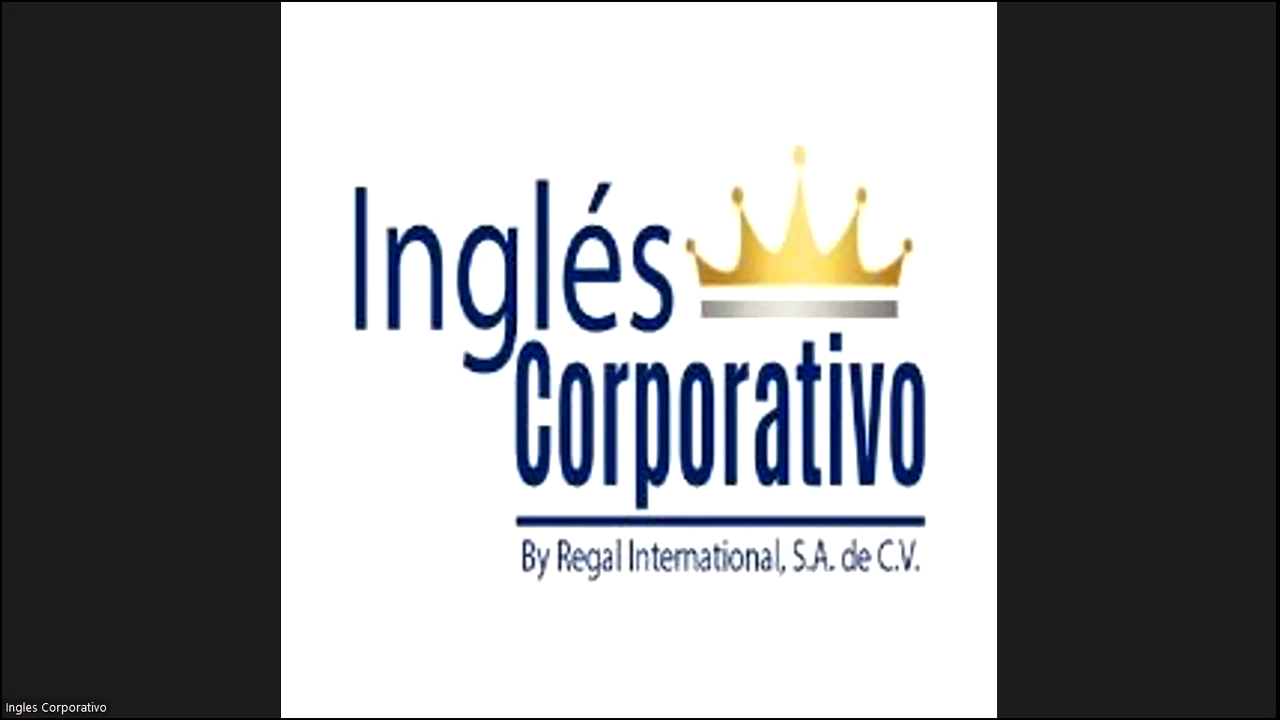 Inglés
Corporativo
By Regal International, S.A. de C.V.
Ingles Corporativo